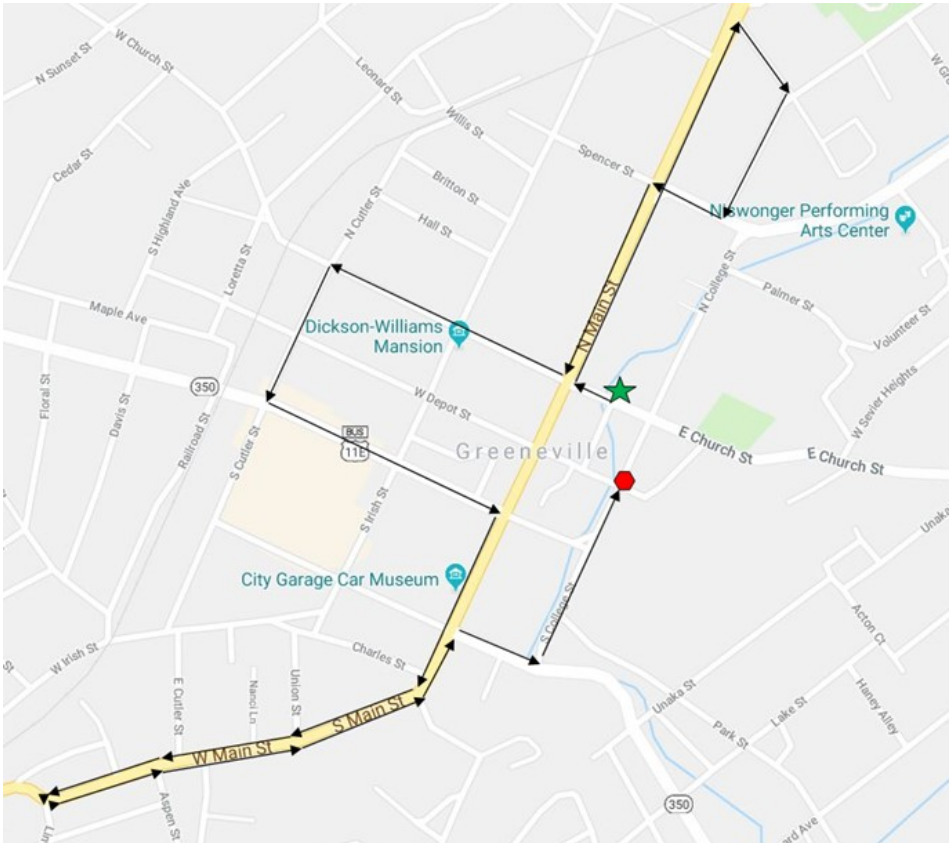 N Sunset St
W Church St
Leonard St
W Gre
Willis St
Spencer St
Cedar St
S Highland Ave
Britton St
N Cutler St
Hall St
Niswonger Performing
Arts Center
Loretta St
N College St
Palmer St
Volunteer St
Maple Ave
N Main St
Dickson-Williams
Mansion
350
Floral St
Davis St
W Depot St
W Sevier Heights
Railroad St
S Cutler St
BUS
11E
Greeneville
E Church St
E Church St
S Irish St
Unaka
City Garage Car Museum
S College St
Acton Ct
W Irish St
St
Charles St
E Cutler St
Nanci Ln
Union St
Unaka St
Haney Alley
Lake St
Park St
S Main St
W Main St
Aspen St
Lim
350
ard Ave